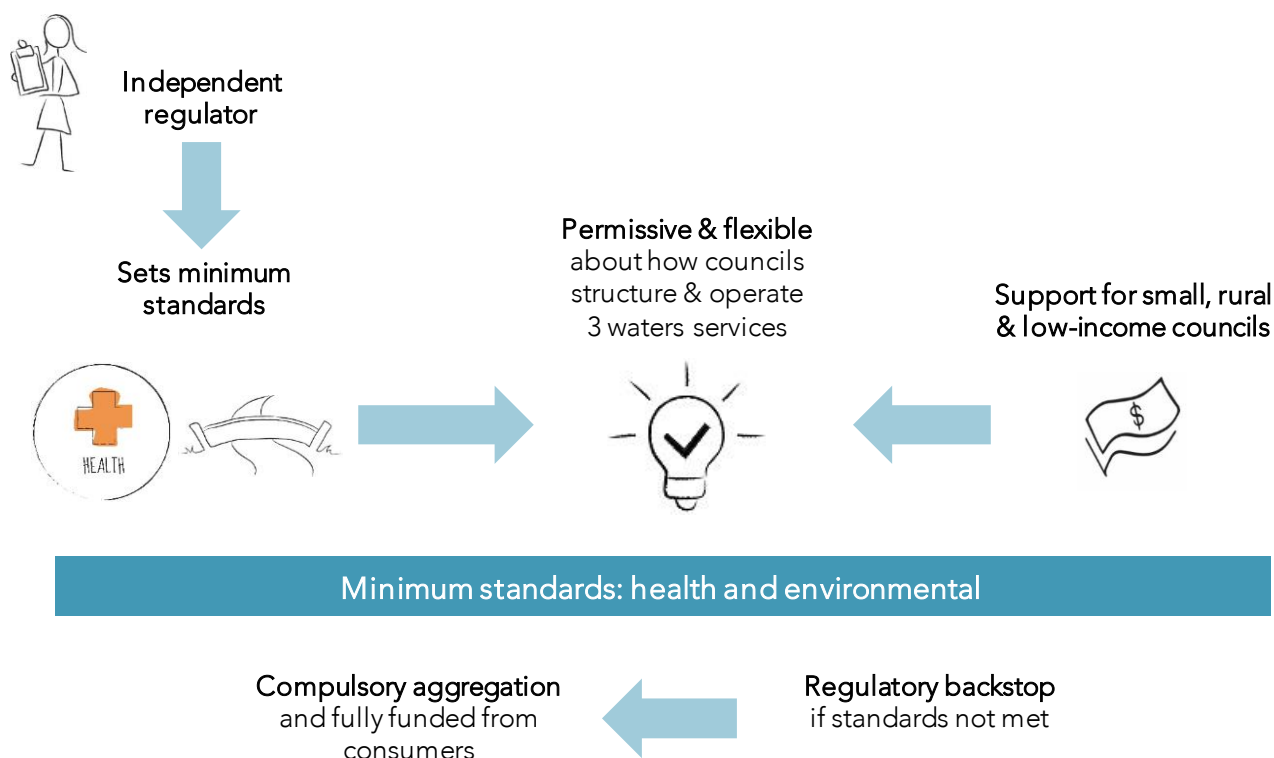 Independent
regulator
Sets minimum
standards
HEALTH
Permissive & flexible
about how councils
structure & operate
3 waters services
Support for small, rural
& low-income councils
$
Minimum standards: health and environmental
Compulsory aggregation
and fully funded from
consumers
Regulatory backstop
if standards not met